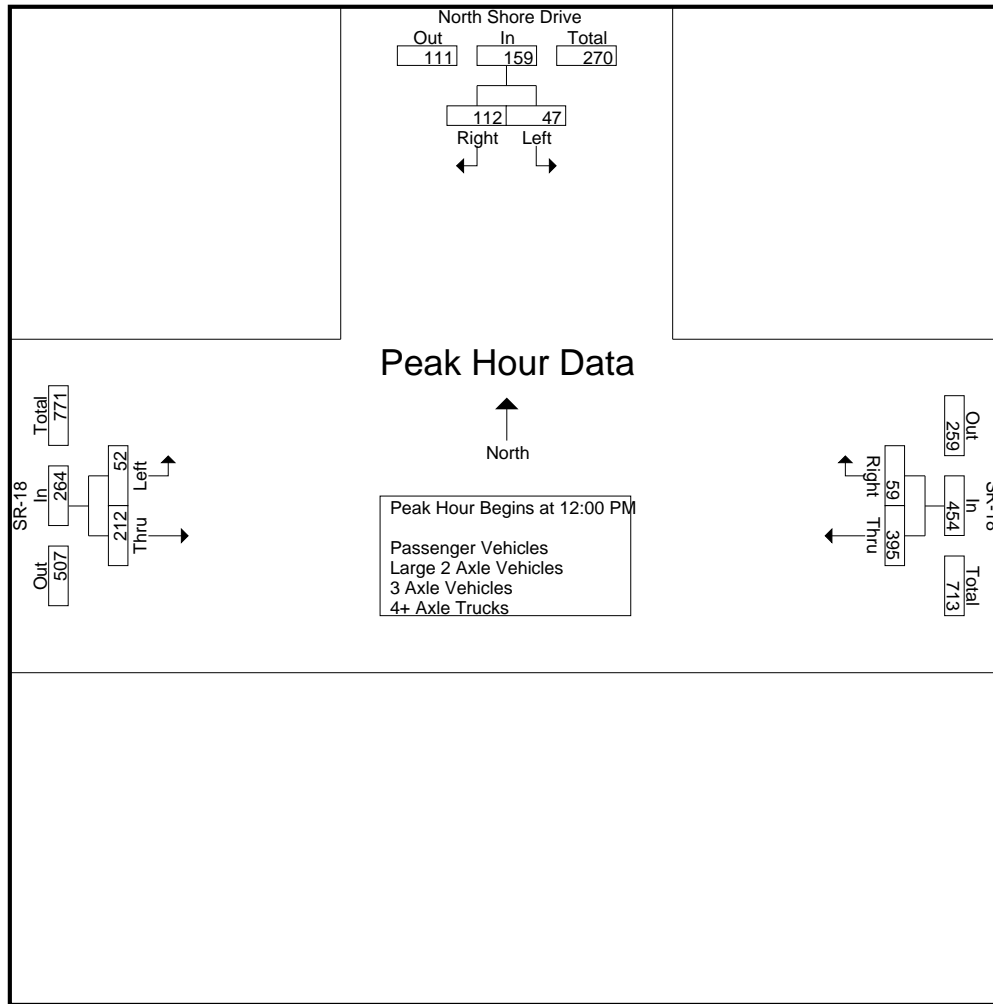 North Shore Drive
Out In Total
111 159 270
112 47
Right Left
Peak Hour Data
North
Peak Hour Begins at 12:00 PM
Passenger Vehicles
Large 2 Axle Vehicles
3 Axle Vehicles
4+ Axle Trucks
SR-18
Out In Total
507 264 771
Left Thru
52 212
SR-18
Out In Total
259 454 713
Right Thru
59 395